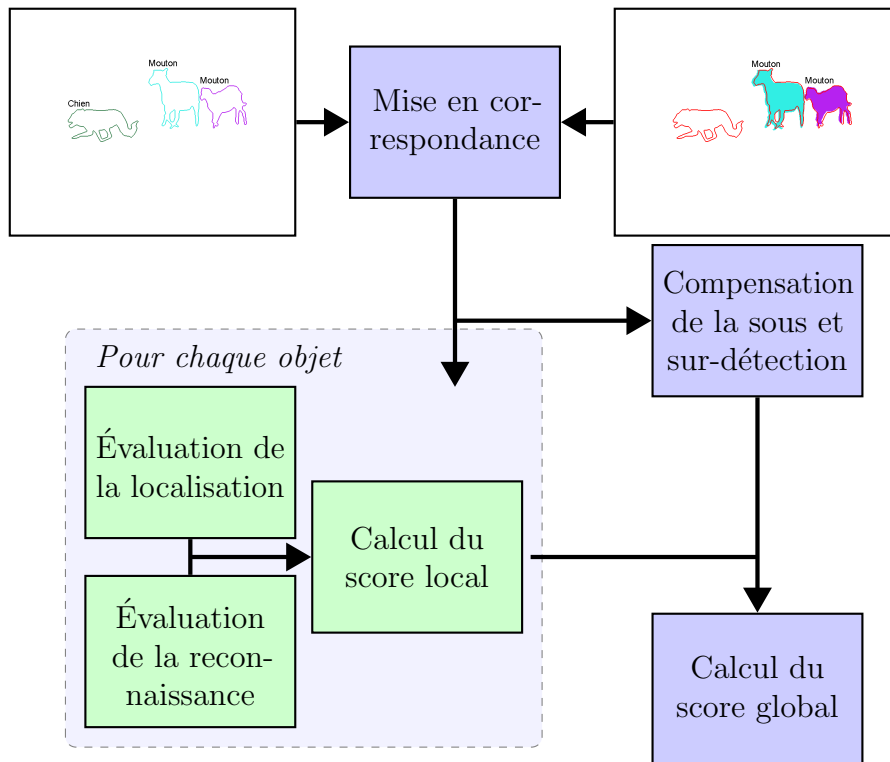 Mouton
Mouton
Chien
Mise en cor-
respondance
Mouton
Mouton
Compensation
de la sous et
sur-détection
Pour chaque objet
Évaluation de
la localisation
Calcul du
score local
Évaluation
de la recon-
naissance
Calcul du
score global